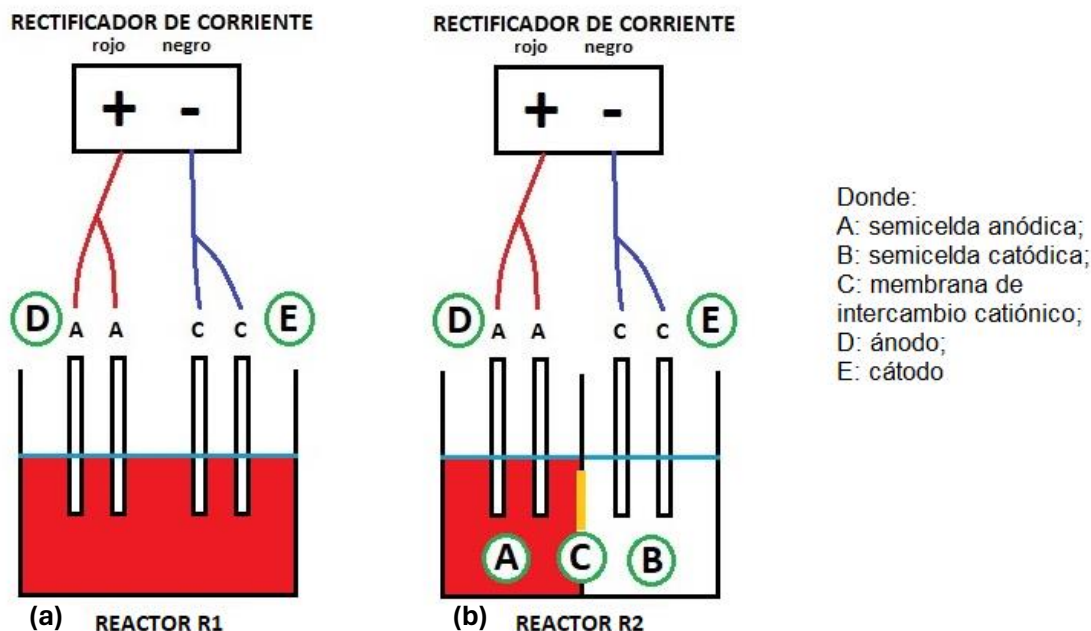 RECTIFICADOR DE CORRIENTE
rojo negro
+ -
D A A C C E
(a) REACTOR R1
RECTIFICADOR DE CORRIENTE
rojo negro
+ -
D A A C C E
A C B
(b) REACTOR R2
Donde:
A: semicelda anódica;
B: semicelda catódica;
C: membrana de
intercambio catiónico;
D: ánodo;
E: cátodo